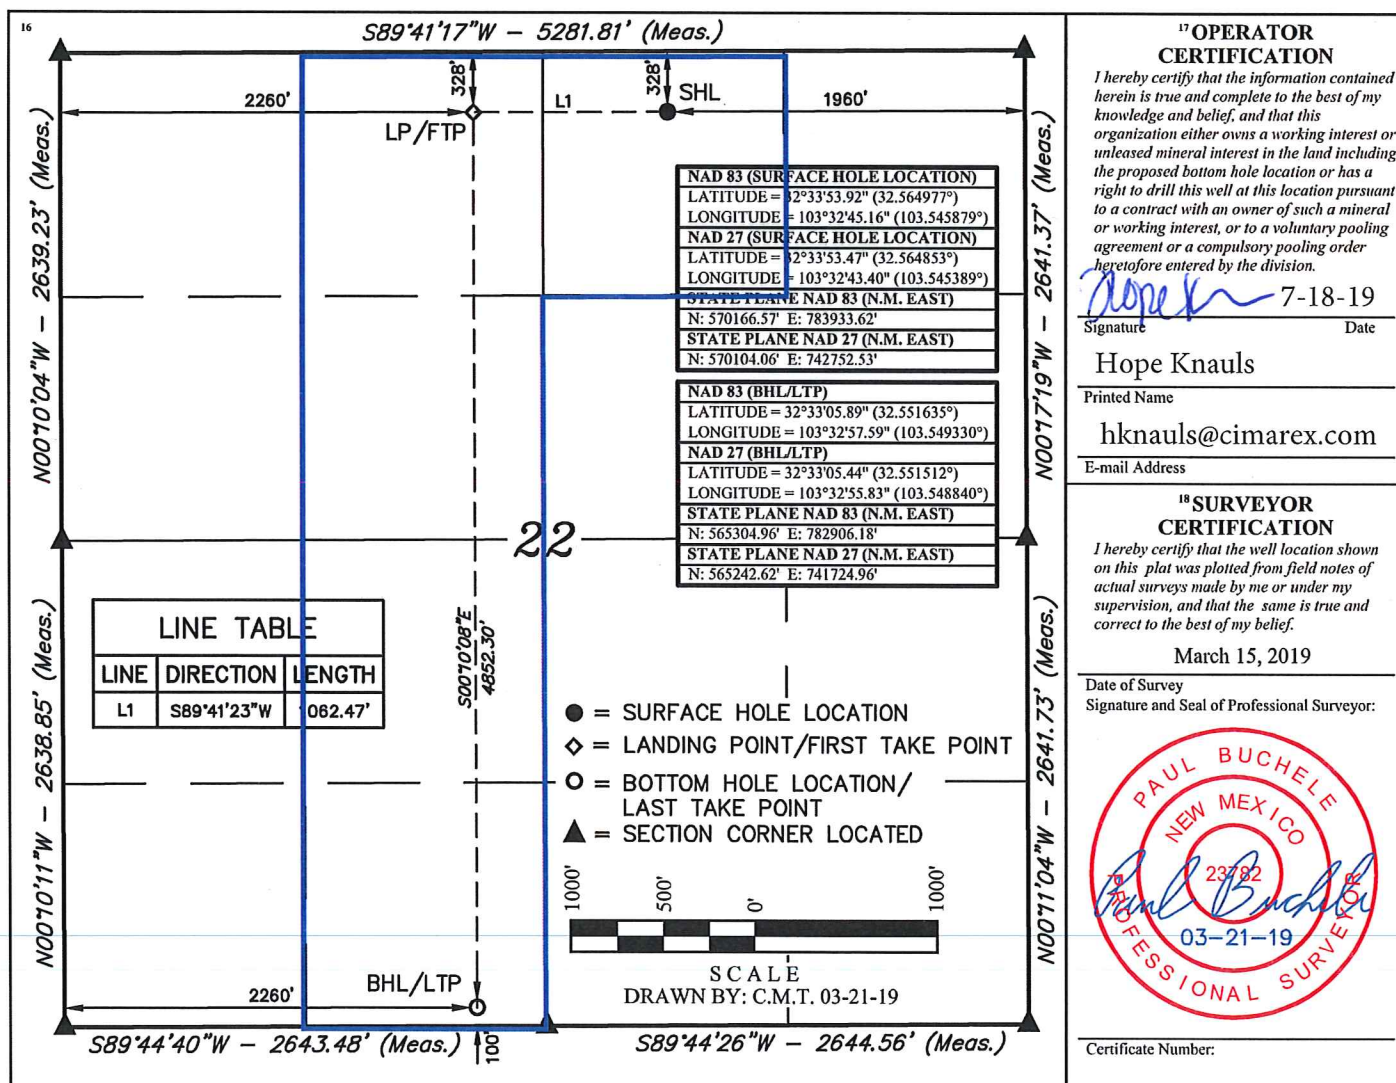 16
S89°41'17"W – 5281.81' (Meas.)
2260'
328'
LP/FTP
L1
328'
SHL
1960'
N00°10'04"W – 2639.23' (Meas.)
N00°17'19"W – 2641.37' (Meas.)
NAD 83 (SURFACE HOLE LOCATION)
LATITUDE = 32°33'53.92" (32.564977°)
LONGITUDE = 103°32'45.16" (103.545879°)
NAD 27 (SURFACE HOLE LOCATION)
LATITUDE = 32°33'53.47" (32.564853°)
LONGITUDE = 103°32'43.40" (103.545389°)
STATE PLANE NAD 83 (N.M. EAST)
N: 570166.57' E: 783933.62'
STATE PLANE NAD 27 (N.M. EAST)
N: 570104.06' E: 742752.53'
NAD 83 (BHL/LTP)
LATITUDE = 32°33'05.89" (32.551635°)
LONGITUDE = 103°32'57.59" (103.549330°)
NAD 27 (BHL/LTP)
LATITUDE = 32°33'05.44" (32.551512°)
LONGITUDE = 103°32'55.83" (103.548840°)
STATE PLANE NAD 83 (N.M. EAST)
N: 565304.96' E: 782906.18'
STATE PLANE NAD 27 (N.M. EAST)
N: 565242.62' E: 741724.96'
22
LINE TABLE
LINE DIRECTION LENGTH
L1 S89°41'23"W 1062.47'
S00°10'08"E
4852.30'
N00°10'11"W – 2638.85' (Meas.)
N00°11'04"W – 2641.73' (Meas.)
= SURFACE HOLE LOCATION
= LANDING POINT/FIRST TAKE POINT
= BOTTOM HOLE LOCATION/
LAST TAKE POINT
= SECTION CORNER LOCATED
1000' 500' 0' 1000'
SCALE
DRAWN BY: C.M.T. 03-21-19
BHL/LTP
2260'
S89°44'40"W – 2643.48' (Meas.)
100'
S89°44'26"W – 2644.56' (Meas.)
17 OPERATOR
CERTIFICATION
I hereby certify that the information contained
herein is true and complete to the best of my
knowledge and belief, and that this
organization either owns a working interest or
unleased mineral interest in the land including
the proposed bottom hole location or has a
right to drill this well at this location pursuant
to a contract with an owner of such a mineral
or working interest, or to a voluntary pooling
agreement or a compulsory pooling order
heretofore entered by the division.
Hope Kn 7-18-19
Signature Date
Hope Knauls
Printed Name
hknauls@cimarex.com
E-mail Address
18 SURVEYOR
CERTIFICATION
I hereby certify that the well location shown
on this plat was plotted from field notes of
actual surveys made by me or under my
supervision, and that the same is true and
correct to the best of my belief.
March 15, 2019
Date of Survey
Signature and Seal of Professional Surveyor:
PAUL BUCHELE
NEW MEXICO
23782
Paul Buchele
03-21-19
PROFESSIONAL SURVEYOR
Certificate Number: